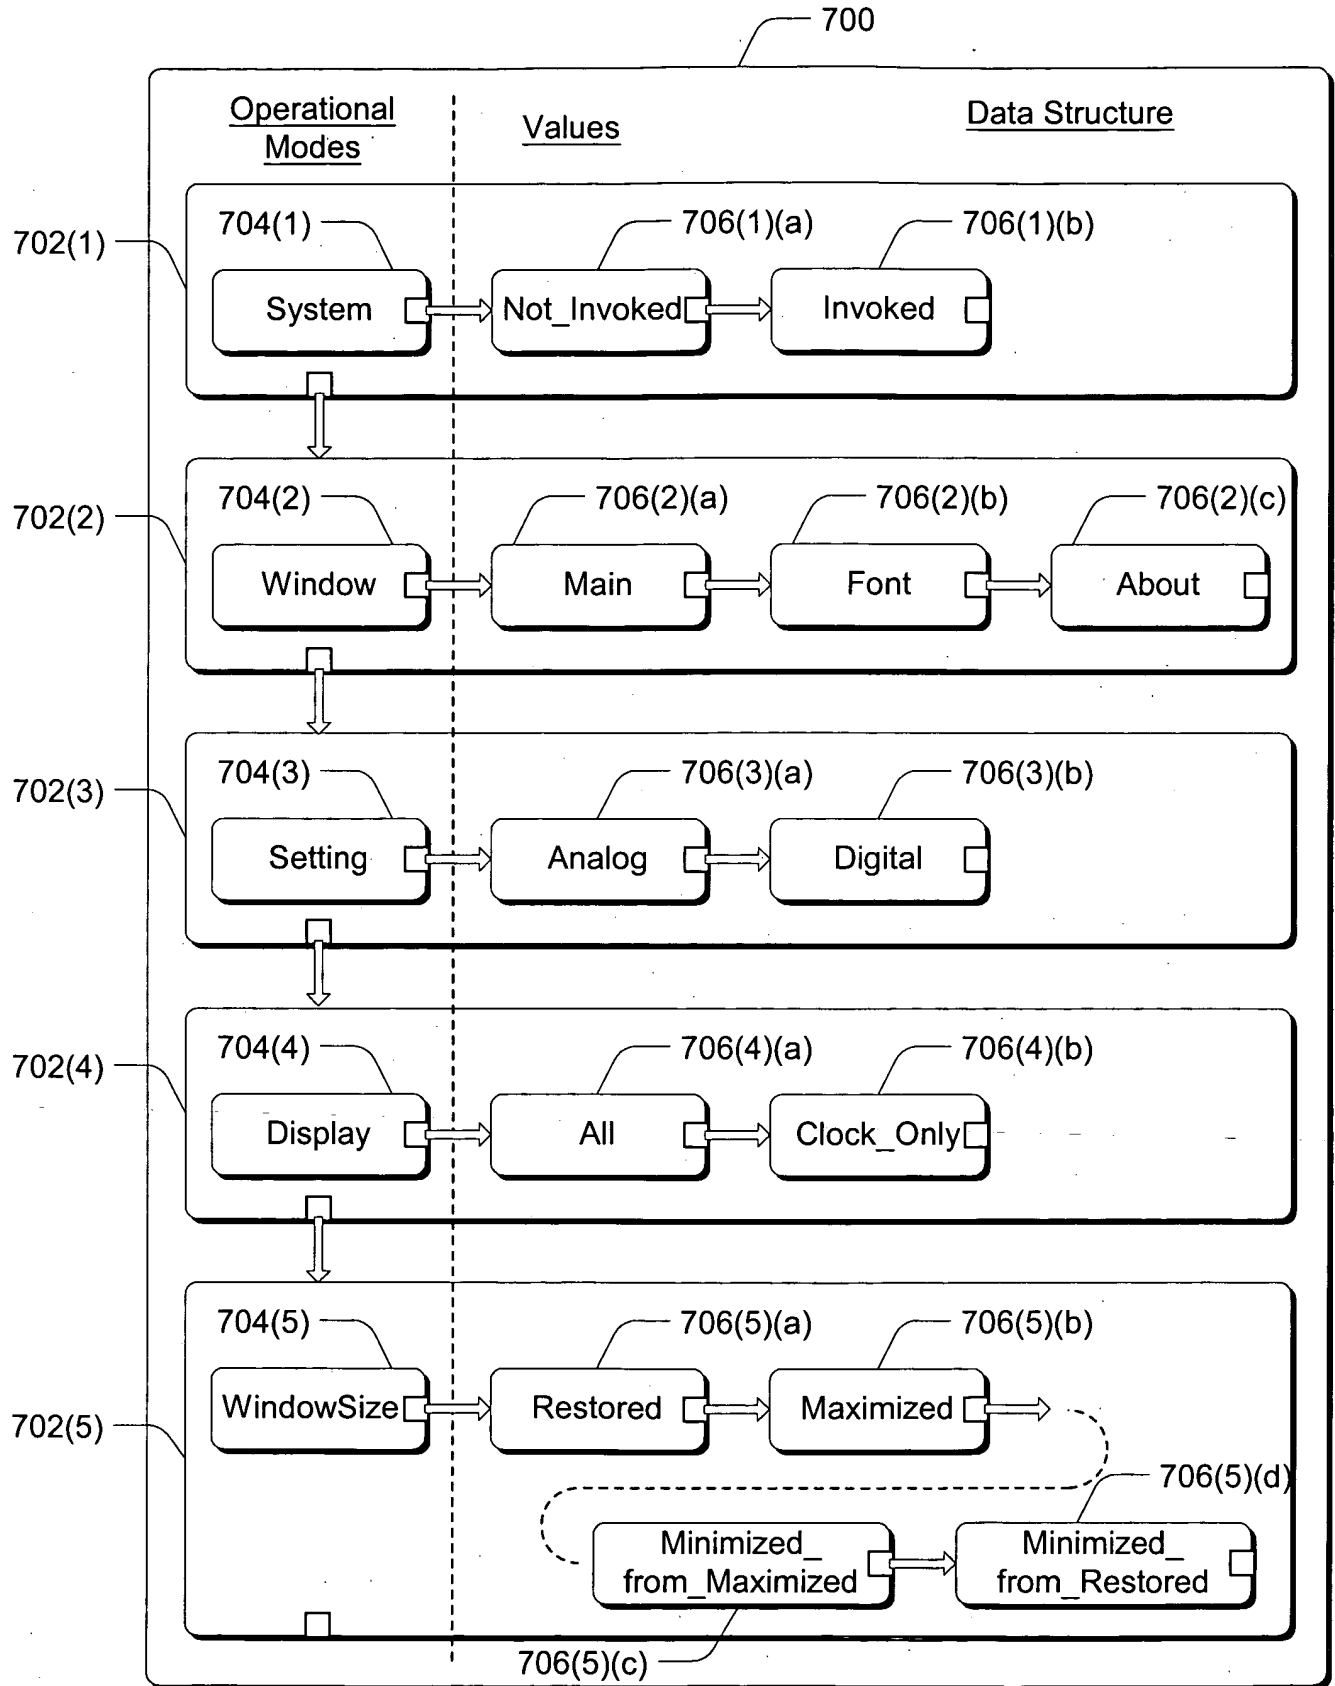 700
Operational
Modes
Values
Data Structure
704(1)
706(1)(a)
706(1)(b)
702(1)
System
Not_Invoked
Invoked
704(2)
706(2)(a)
706(2)(b)
706(2)(c)
702(2)
Window
Main
Font
About
704(3)
706(3)(a)
706(3)(b)
702(3)
Setting
Analog
Digital
704(4)
706(4)(a)
706(4)(b)
702(4)
Display
All
Clock_Only
704(5)
706(5)(a)
706(5)(b)
702(5)
WindowSize
Restored
Maximized
706(5)(d)
Minimized_
from_Maximized
Minimized_
from_Restored
706(5)(c)